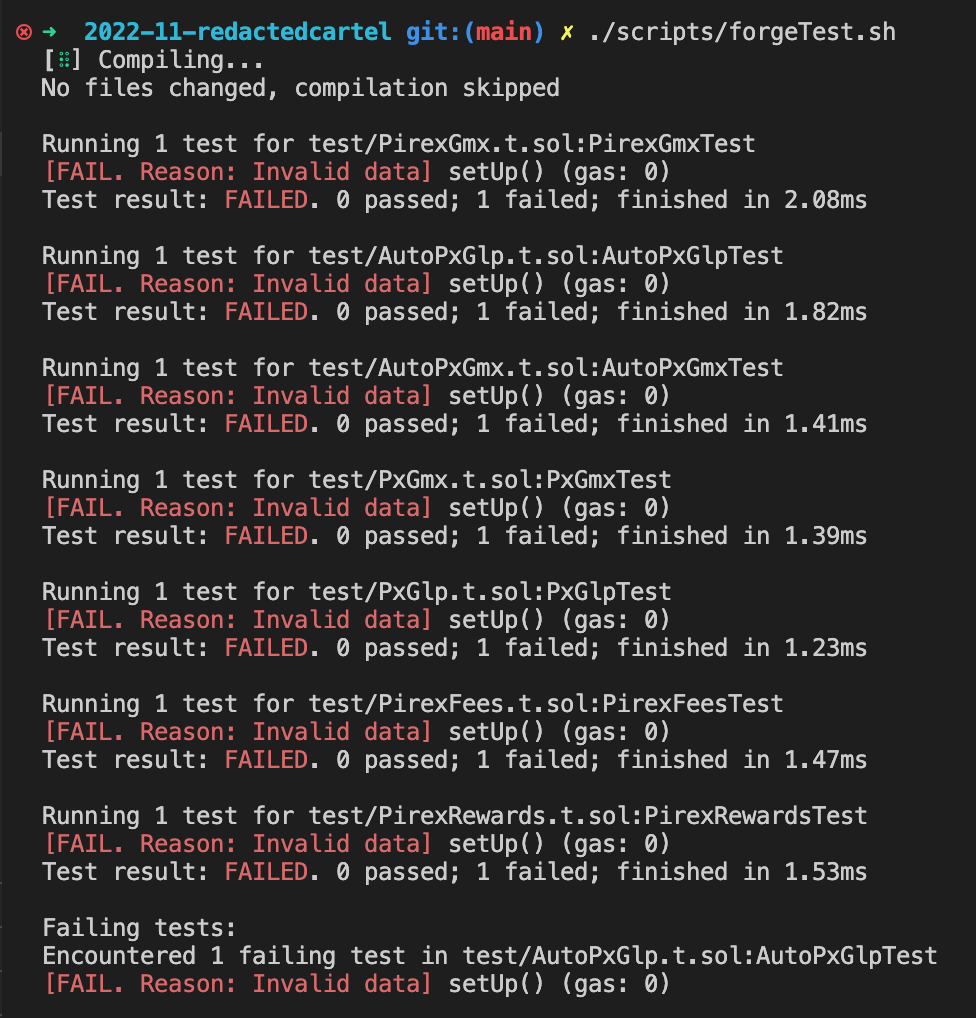 ➜ 2022-11-redactedcartel git:(main) ✗ ./scripts/forgeTest.sh
[⠿] Compiling...
No files changed, compilation skipped
Running 1 test for test/PirexGmx.t.sol:PirexGmxTest
[FAIL. Reason: Invalid data] setUp() (gas: 0)
Test result: FAILED. 0 passed; 1 failed; finished in 2.08ms
Running 1 test for test/AutoPxGlp.t.sol:AutoPxGlpTest
[FAIL. Reason: Invalid data] setUp() (gas: 0)
Test result: FAILED. 0 passed; 1 failed; finished in 1.82ms
Running 1 test for test/AutoPxGmx.t.sol:AutoPxGmxTest
[FAIL. Reason: Invalid data] setUp() (gas: 0)
Test result: FAILED. 0 passed; 1 failed; finished in 1.41ms
Running 1 test for test/PxGmx.t.sol:PxGmxTest
[FAIL. Reason: Invalid data] setUp() (gas: 0)
Test result: FAILED. 0 passed; 1 failed; finished in 1.39ms
Running 1 test for test/PxGlp.t.sol:PxGlpTest
[FAIL. Reason: Invalid data] setUp() (gas: 0)
Test result: FAILED. 0 passed; 1 failed; finished in 1.23ms
Running 1 test for test/PirexFees.t.sol:PirexFeesTest
[FAIL. Reason: Invalid data] setUp() (gas: 0)
Test result: FAILED. 0 passed; 1 failed; finished in 1.47ms
Running 1 test for test/PirexRewards.t.sol:PirexRewardsTest
[FAIL. Reason: Invalid data] setUp() (gas: 0)
Test result: FAILED. 0 passed; 1 failed; finished in 1.53ms
Failing tests:
Encountered 1 failing test in test/AutoPxGlp.t.sol:AutoPxGlpTest
[FAIL. Reason: Invalid data] setUp() (gas: 0)